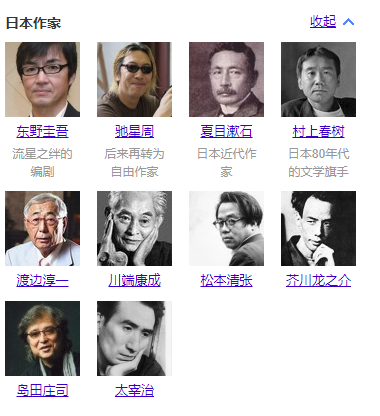 日本作家 收起
东野圭吾 驰星周 夏目漱石 村上春树
流星之绊的 后来再转为 日本近代作 日本80年代
编剧 自由作家 家 的文学旗手
渡边淳一 川端康成 松本清张 芥川龙之介
岛田庄司 太宰治